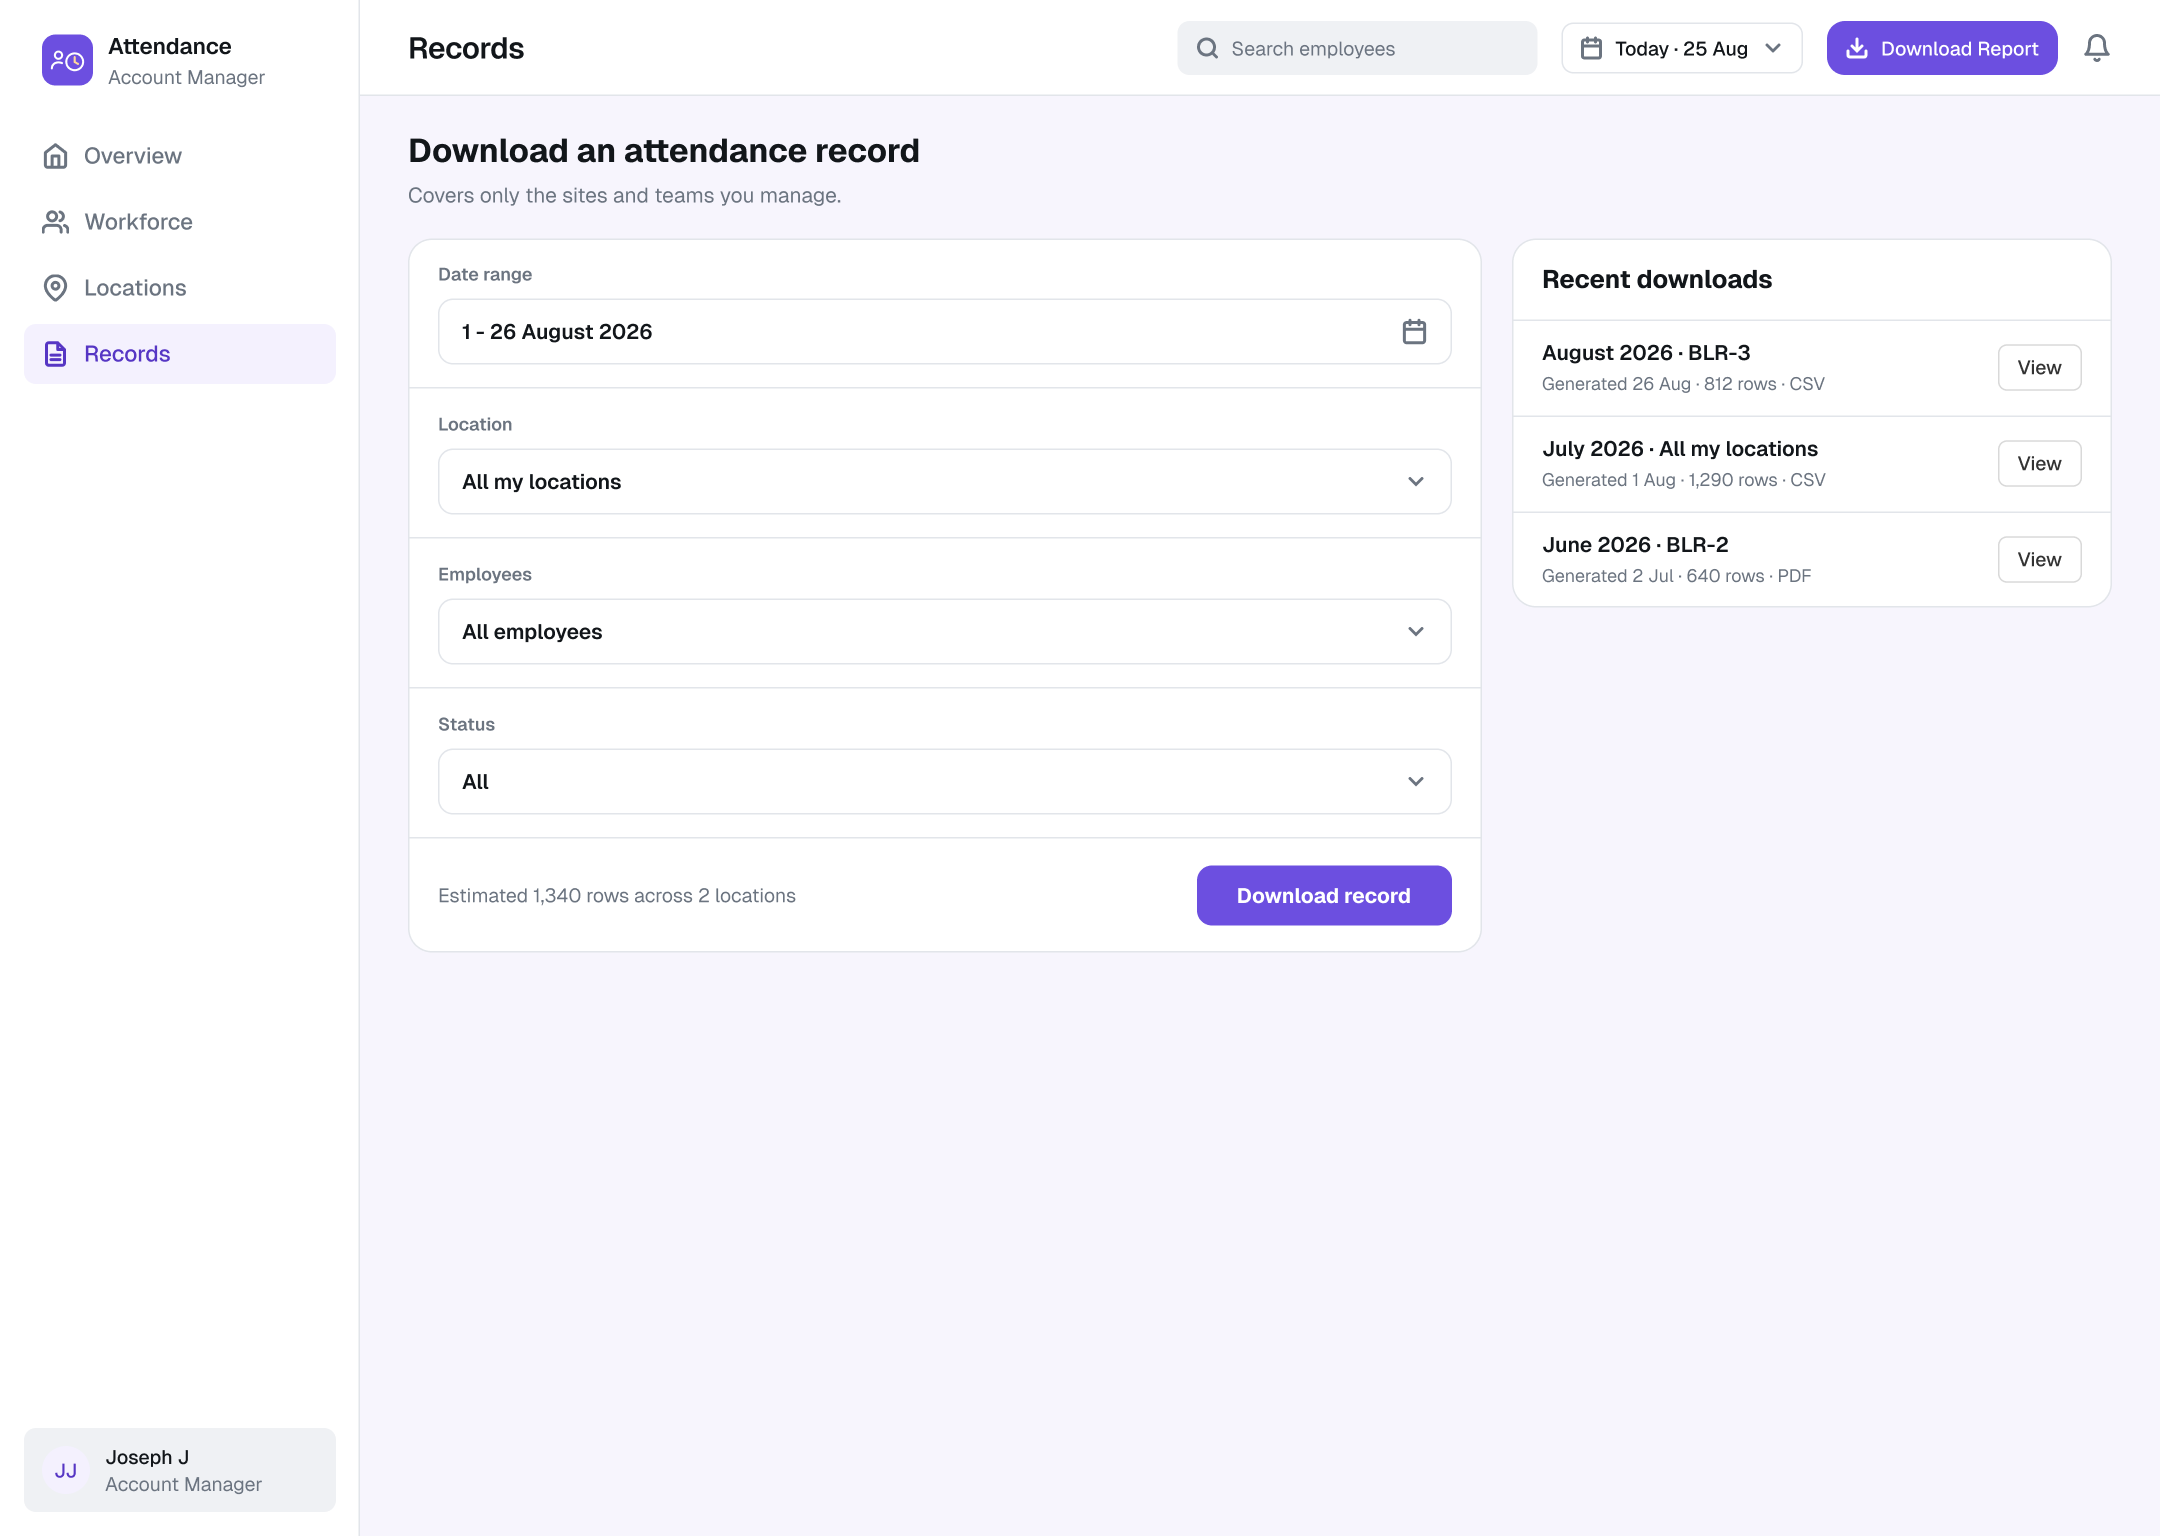 Attendance
Account Manager
Overview
Workforce
Locations
Records
JJ
Joseph J
Account Manager
Records
Search employees
Today · 25 Aug
Download Report
Download an attendance record
Covers only the sites and teams you manage.
Date range
1 - 26 August 2026
Location
All my locations
Employees
All employees
Status
All
Estimated 1,340 rows across 2 locations
Download record
Recent downloads
August 2026 · BLR-3
Generated 26 Aug · 812 rows · CSV
View
July 2026 · All my locations
Generated 1 Aug · 1,290 rows · CSV
View
June 2026 · BLR-2
Generated 2 Jul · 640 rows · PDF
View